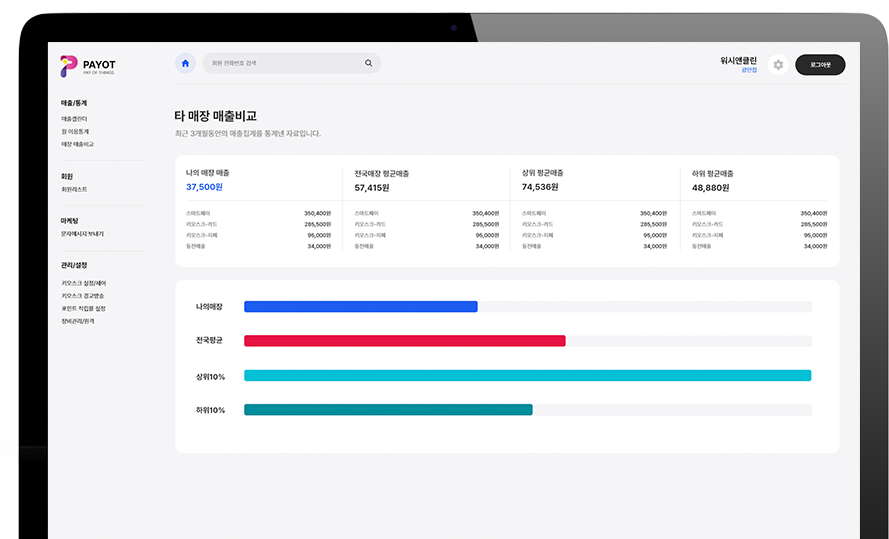 PAYOT
PAY OF THINGS
회원 전화번호 검색
워시앤클린
로그아웃
매출/통계
매출캘린더
월 이용통계
매장 매출비교
회원
회원리스트
마케팅
문자메시지 보내기
관리/설정
키오스크 설정/제어
키오스크 경고방송
포인트 적립율 설정
장비관리/원격
타 매장 매출비교
최근 3개월동안의 매출집계를 통계낸 자료입니다.
나의 매장 매출
37,500원
스마트페이 350,400원
키오스크-카드 285,500원
키오스크-지폐 95,000원
동전매출 34,000원
전국매장 평균매출
57,415원
스마트페이 350,400원
키오스크-카드 285,500원
키오스크-지폐 95,000원
동전매출 34,000원
상위 평균매출
74,536원
스마트페이 350,400원
키오스크-카드 285,500원
키오스크-지폐 95,000원
동전매출 34,000원
하위 평균매출
48,880원
스마트페이 350,400원
키오스크-카드 285,500원
키오스크-지폐 95,000원
동전매출 34,000원
나의매장
전국평균
상위10%
하위10%